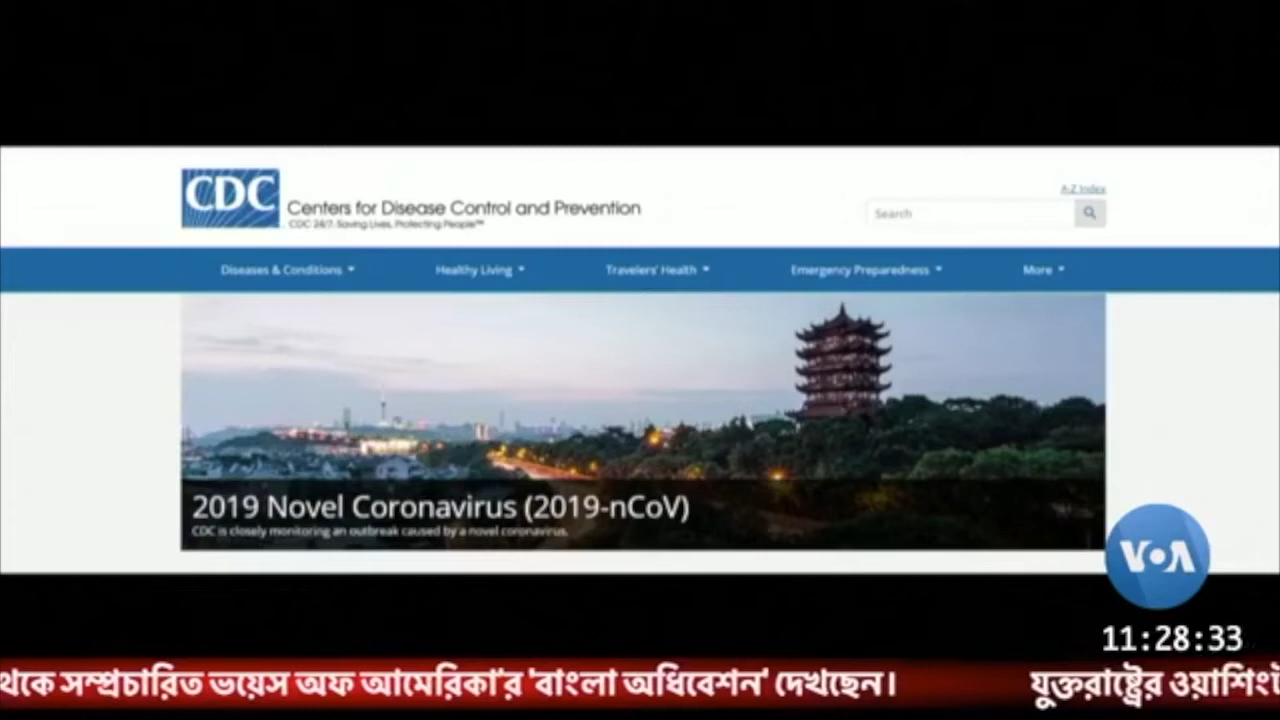 CDC
Centers for Disease Control and Prevention
CDC 24/7: Saving Lives, Protecting People™
A-Z Index
Search
Diseases & Conditions
Healthy Living
Travelers' Health
Emergency Preparedness
More
2019 Novel Coronavirus (2019-nCoV)
CDC is closely monitoring an outbreak caused by a novel coronavirus.
VOA
11:28:33
থেকে সম্প্রচারিত ভয়েস অফ আমেরিকা'র 'বাংলা অধিবেশন' দেখছেন। যুক্তরাষ্ট্রের